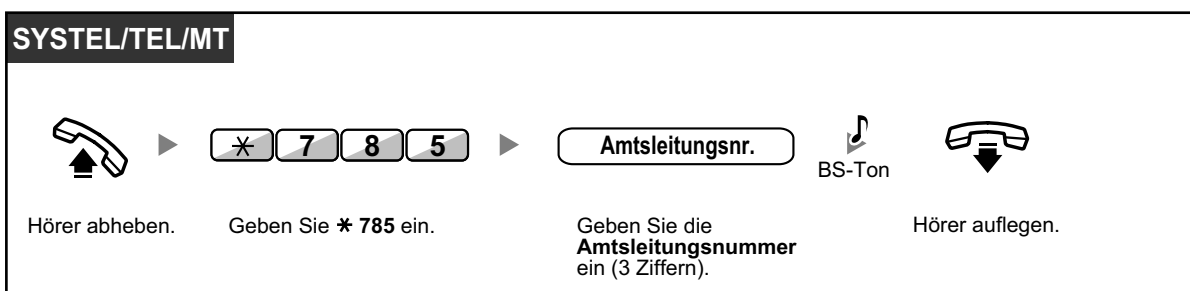 SYSTEL/TEL/MT
* 7 8 5
Amtsleitungsnr.
BS-Ton
Hörer abheben.
Geben Sie * 785 ein.
Geben Sie die
Amtsleitungsnummer
ein (3 Ziffern).
Hörer auflegen.